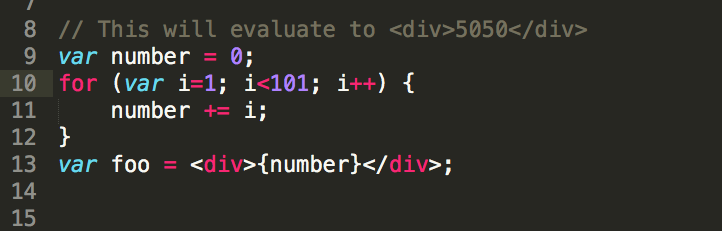 7
8 // This will evaluate to <div>5050</div>
9 var number = 0;
10 for (var i=1; i<101; i++) {
11     number += i;
12 }
13 var foo = <div>{number}</div>;
14
15